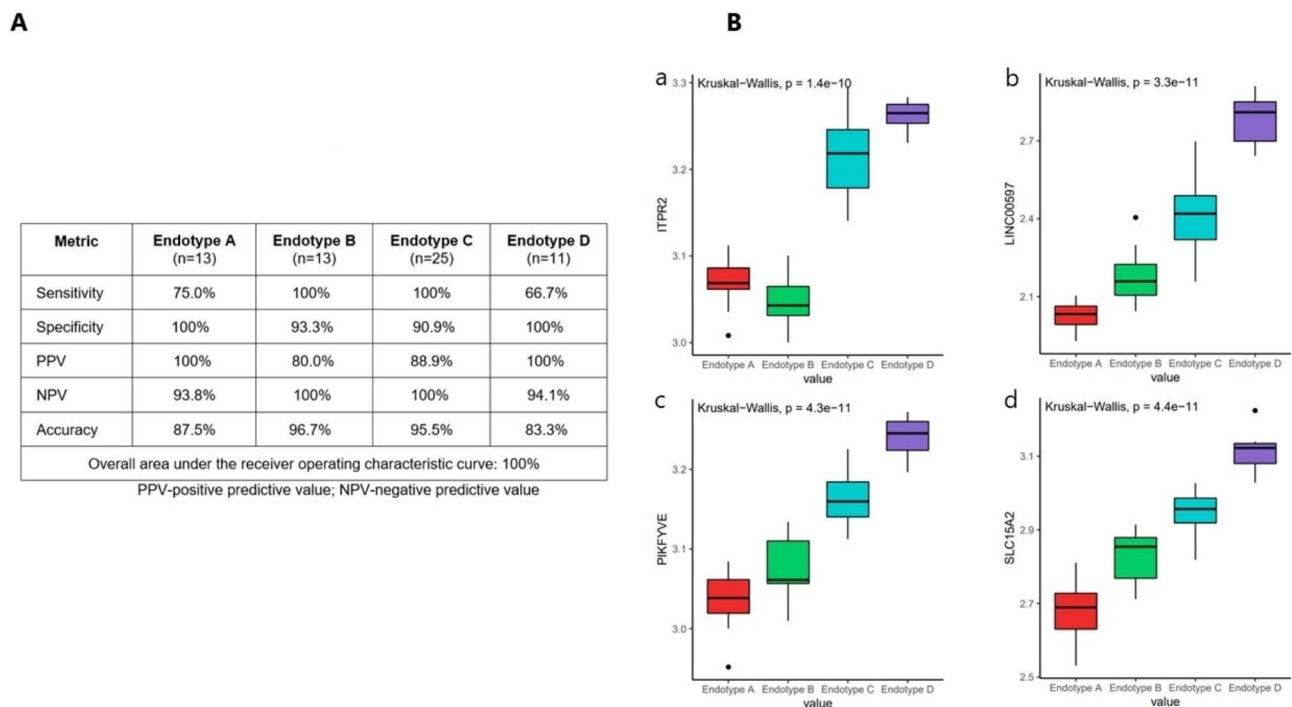 A
B
Metric Endotype A Endotype B Endotype C Endotype D
(n=13) (n=13) (n=25) (n=11)
Sensitivity 75.0% 100% 100% 66.7%
Specificity 100% 93.3% 90.9% 100%
PPV 100% 80.0% 88.9% 100%
NPV 93.8% 100% 100% 94.1%
Accuracy 87.5% 96.7% 95.5% 83.3%
Overall area under the receiver operating characteristic curve: 100%
PPV-positive predictive value; NPV-negative predictive value
a
Kruskal−Wallis, p = 1.4e−10
3.3
3.2
3.1
3.0
ITPR2
Endotype A Endotype B Endotype C Endotype D
value
b
Kruskal−Wallis, p = 3.3e−11
2.7
2.4
2.1
LINC00597
Endotype A Endotype B Endotype C Endotype D
value
c
Kruskal−Wallis, p = 4.3e−11
3.2
3.1
3.0
PIKFYVE
Endotype A Endotype B Endotype C Endotype D
value
d
Kruskal−Wallis, p = 4.4e−11
3.1
2.9
2.7
2.5
SLC15A2
Endotype A Endotype B Endotype C Endotype D
value